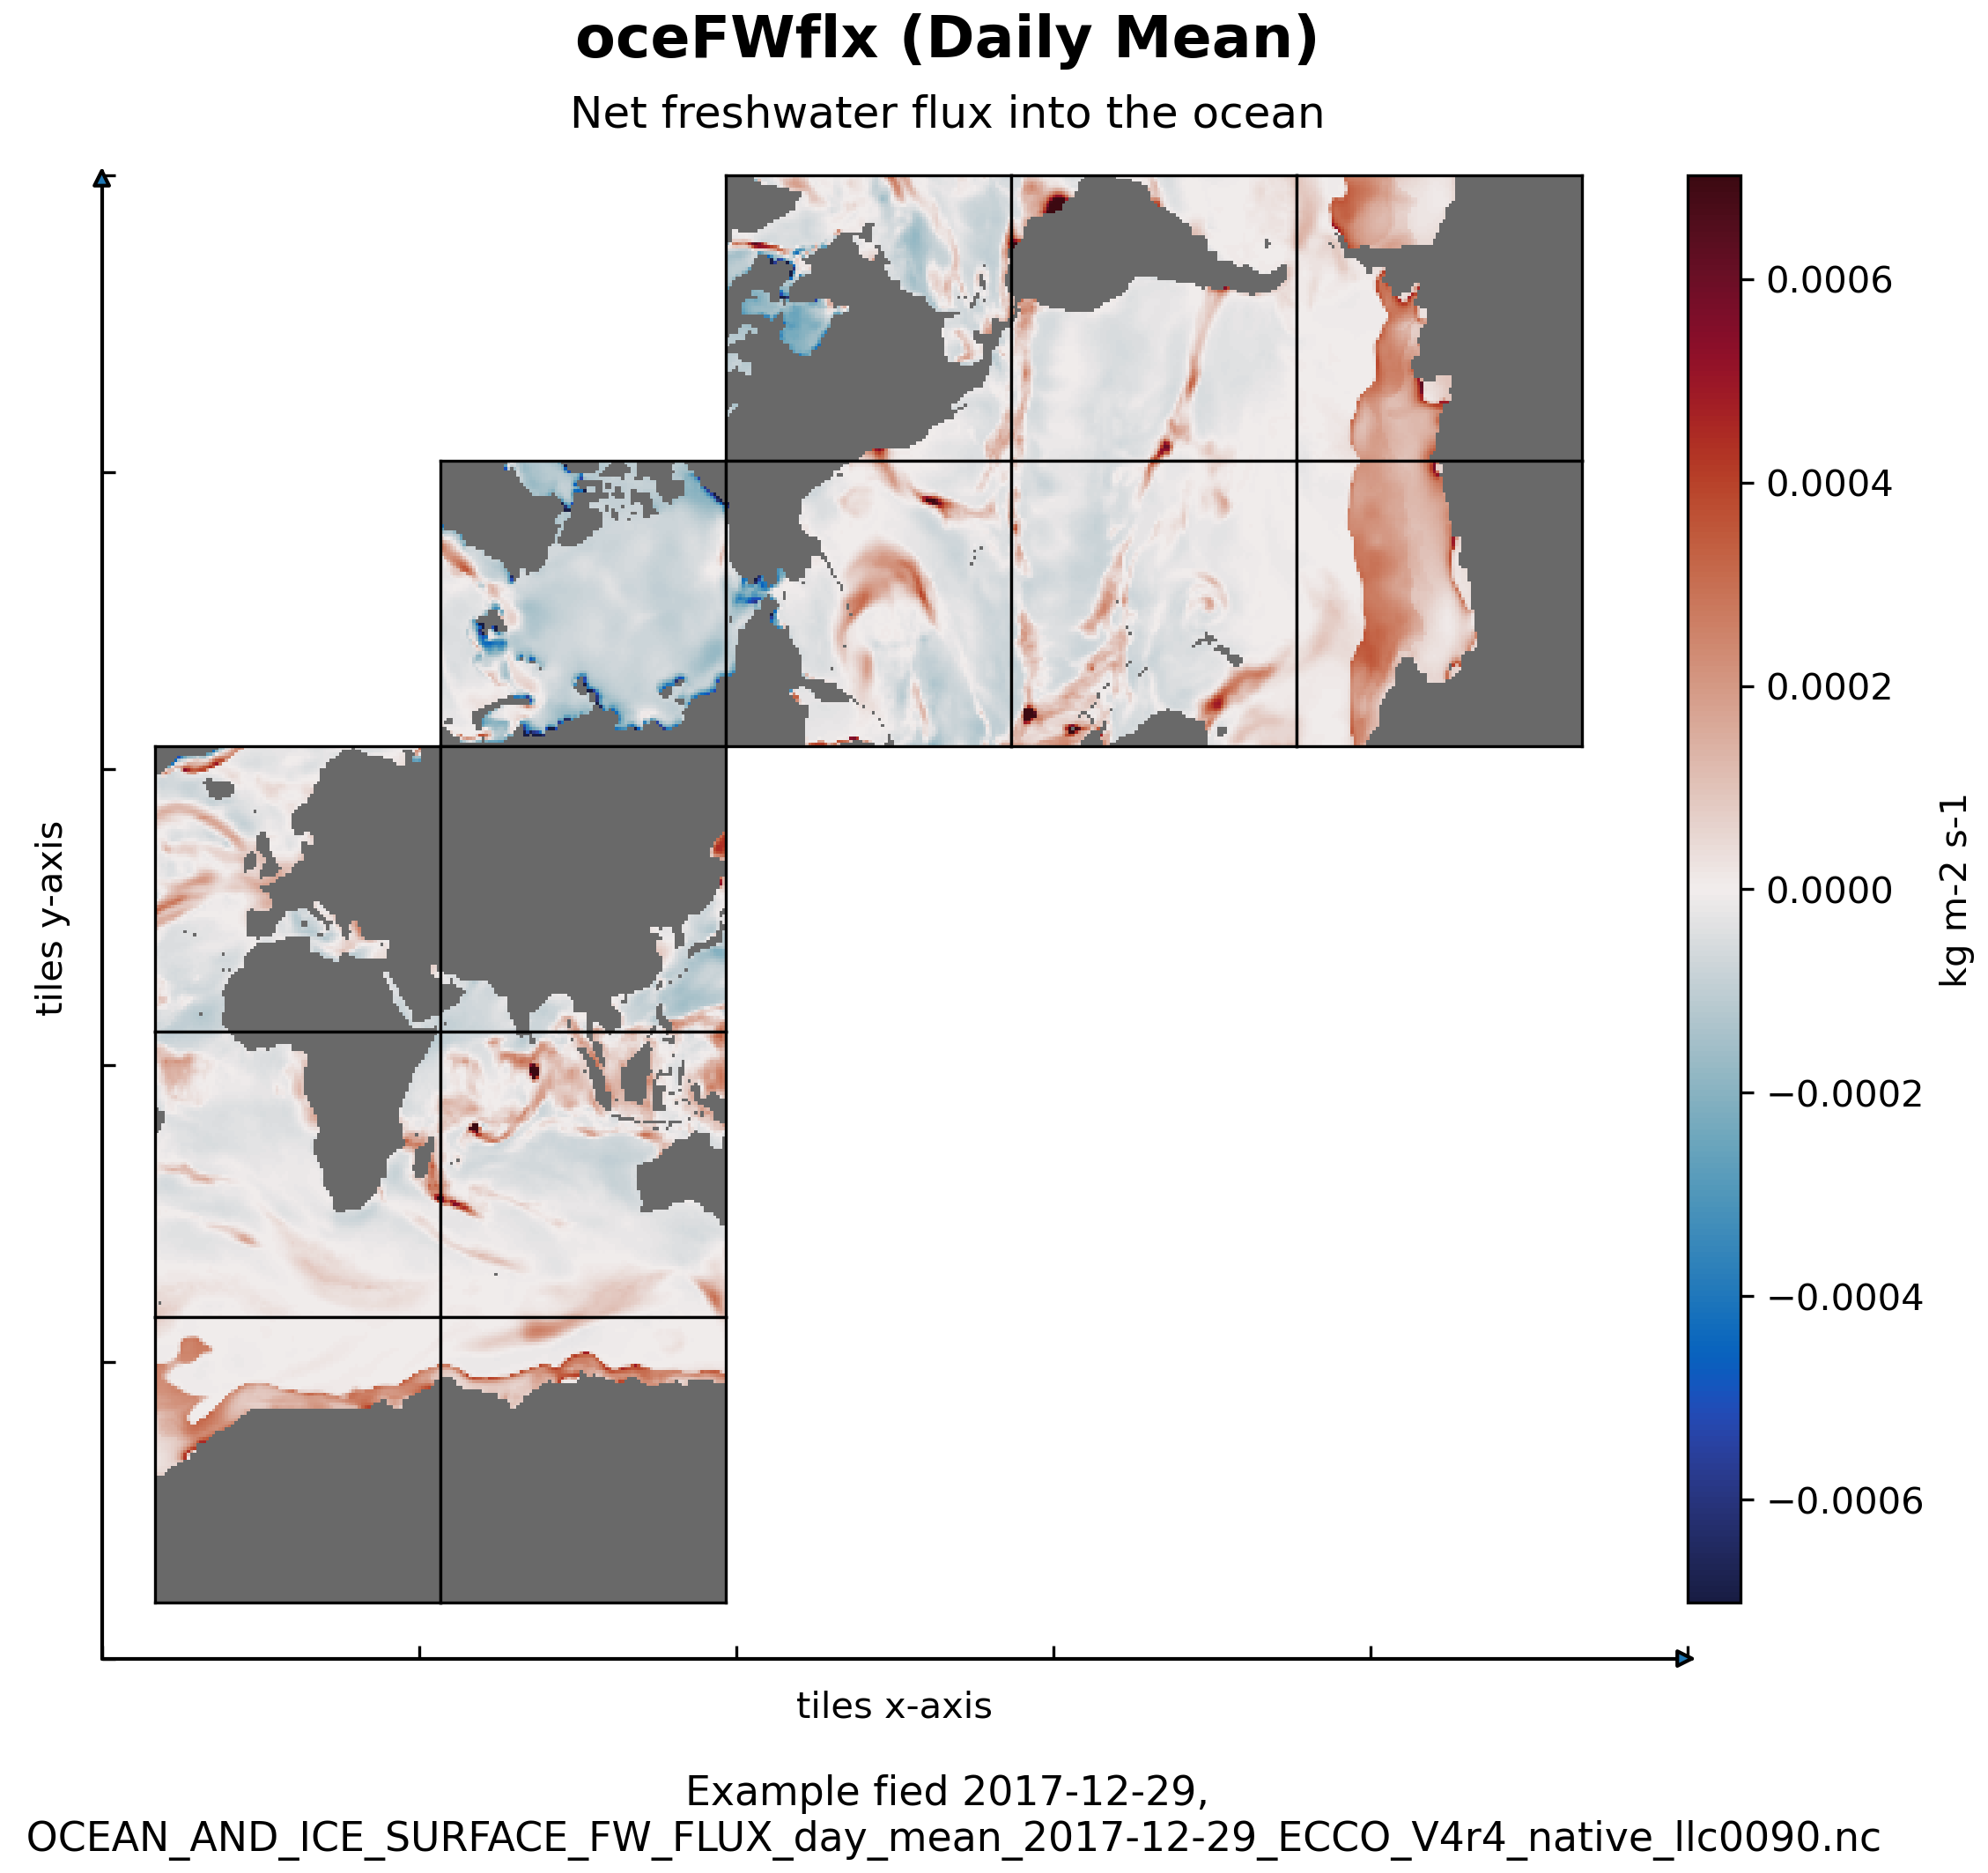 oceFWflx (Daily Mean)
Net freshwater flux into the ocean
tiles y-axis
0.0006
0.0004
0.0002
0.0000
−0.0002
−0.0004
−0.0006
kg m-2 s-1
tiles x-axis
Example fied 2017-12-29,
OCEAN_AND_ICE_SURFACE_FW_FLUX_day_mean_2017-12-29_ECCO_V4r4_native_llc0090.nc